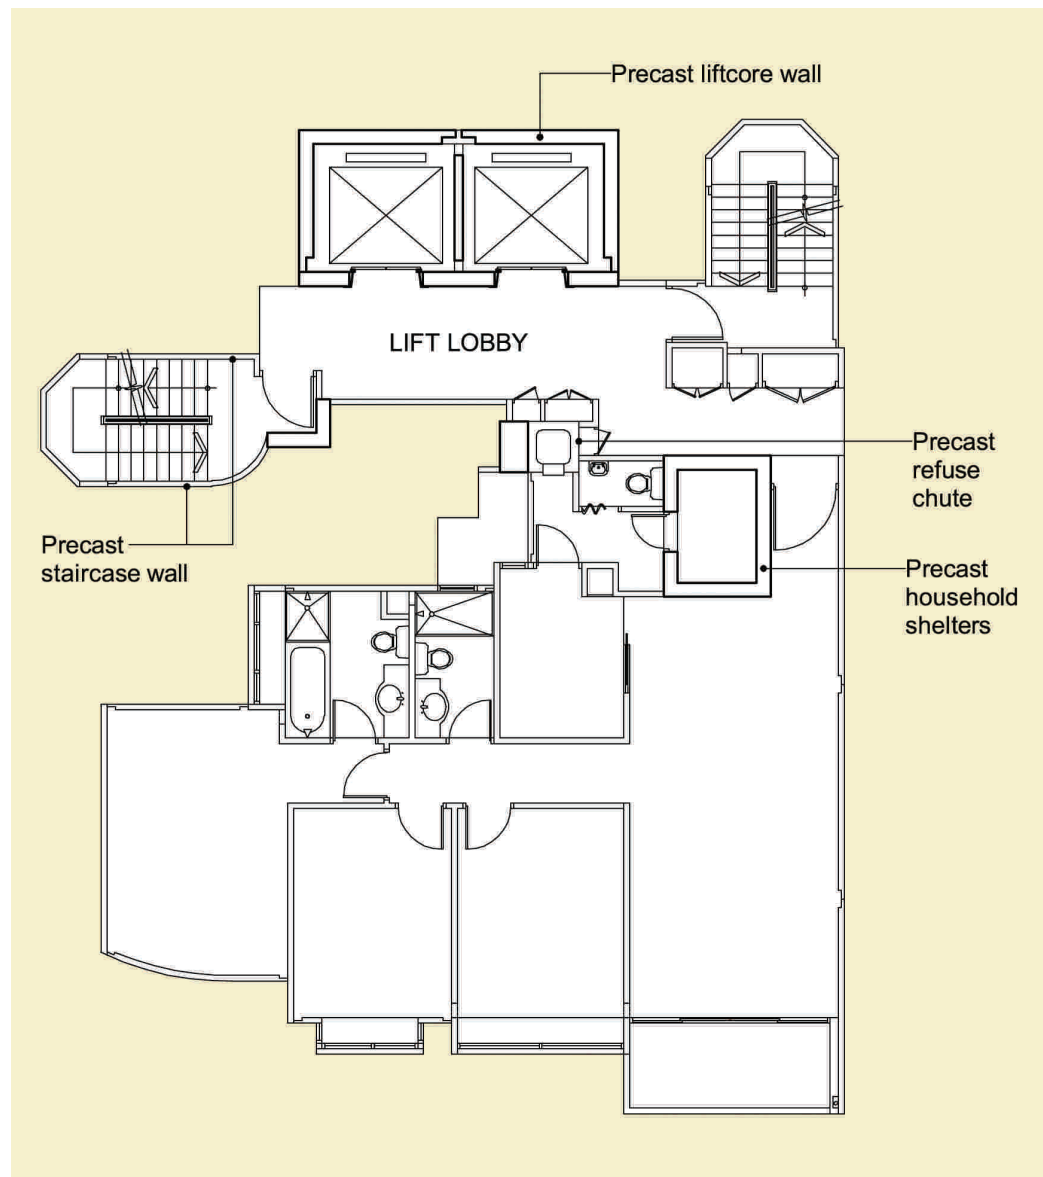 Precast liftcore wall
LIFT LOBBY
Precast
refuse
chute
Precast
staircase wall
Precast
household
shelters